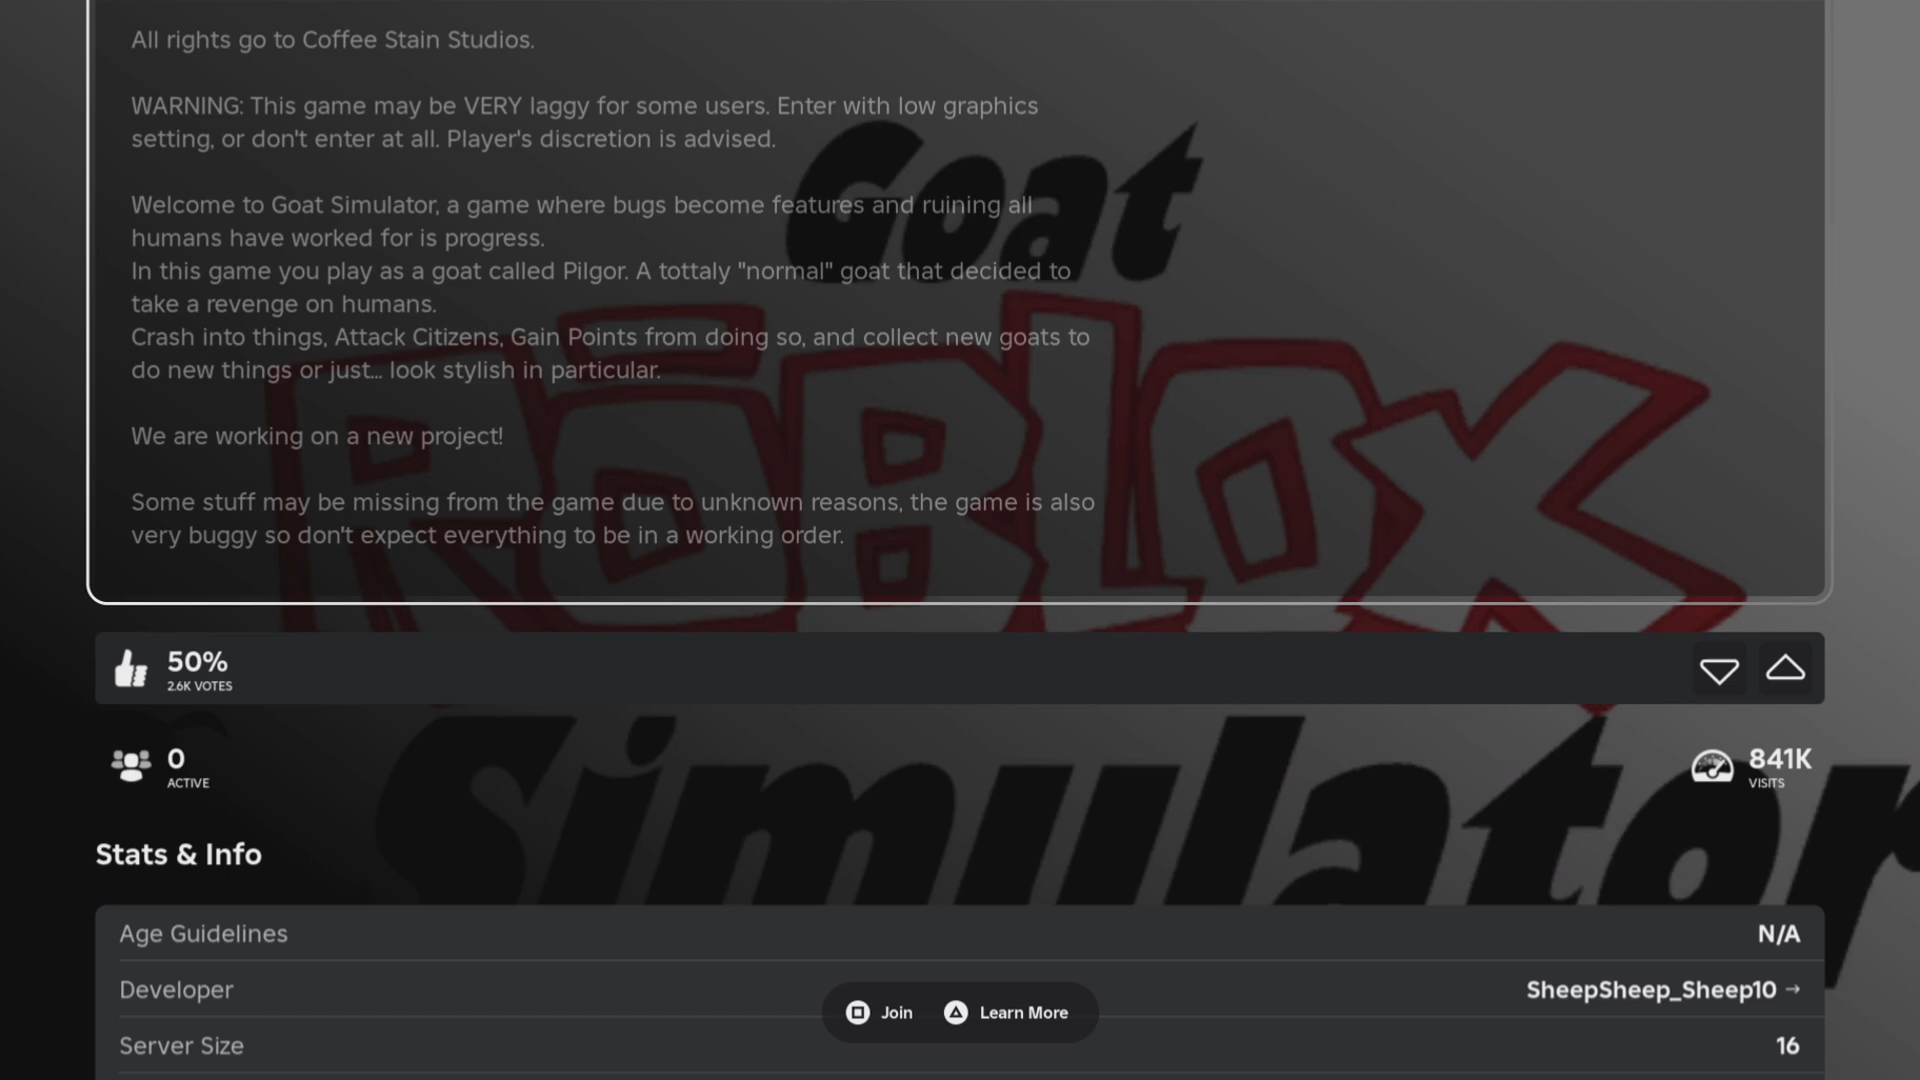 All rights go to Coffee Stain Studios.
WARNING: This game may be VERY laggy for some users. Enter with low graphics
setting, or don't enter at all. Player's discretion is advised.
Welcome to Goat Simulator, a game where bugs become features and ruining all
humans have worked for is progress.
In this game you play as a goat called Pilgor. A tottaly "normal" goat that decided to
take a revenge on humans.
Crash into things, Attack Citizens, Gain Points from doing so, and collect new goats to
do new things or just... look stylish in particular.
We are working on a new project!
Some stuff may be missing from the game due to unknown reasons, the game is also
very buggy so don't expect everything to be in a working order.
Goat
ROBLOX
Simulator
50%
2.6K VOTES
0
ACTIVE
841K
VISITS
Stats & Info
Age Guidelines N/A
Developer SheepSheep_Sheep10 →
Join Learn More
Server Size 16